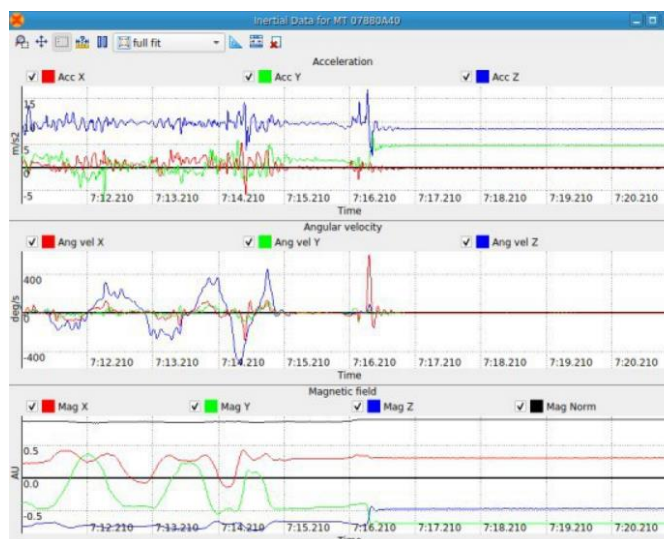 Inertial Data for MT 07880A40
full fit
Acceleration
Acc X Acc Y Acc Z
15
5
0
-5
m/s2
7:12.210 7:13.210 7:14.210 7:15.210 7:16.210 7:17.210 7:18.210 7:19.210 7:20.210
Time
Angular velocity
Ang vel X Ang vel Y Ang vel Z
400
0
-400
deg/s
7:12.210 7:13.210 7:14.210 7:15.210 7:16.210 7:17.210 7:18.210 7:19.210 7:20.210
Time
Magnetic field
Mag X Mag Y Mag Z Mag Norm
0.5
0.0
-0.5
AU
7:12.210 7:13.210 7:14.210 7:15.210 7:16.210 7:17.210 7:18.210 7:19.210 7:20.210
Time